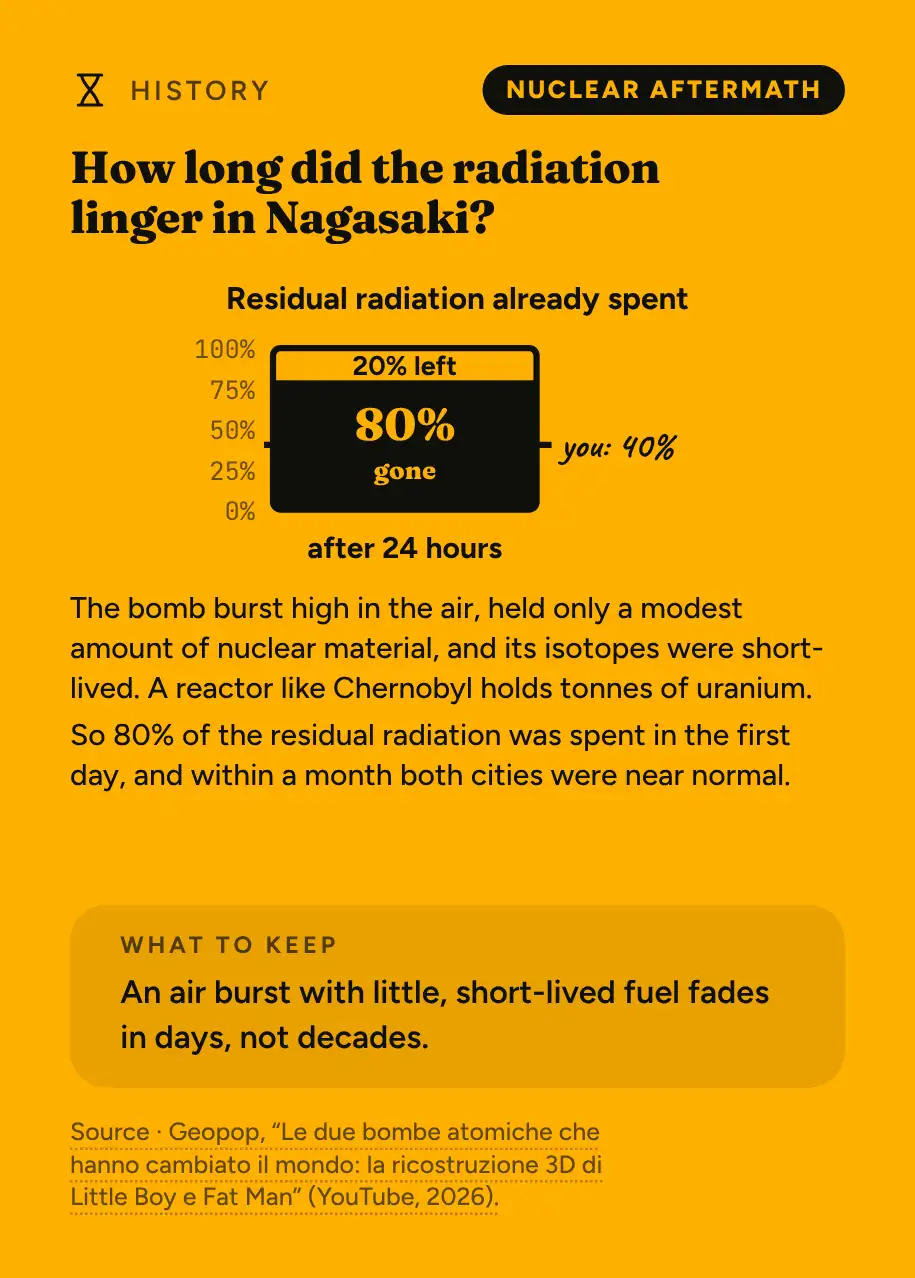 HISTORY
NUCLEAR AFTERMATH
How long did the radiation
linger in Nagasaki?
Residual radiation already spent
100%
75%
50%
25%
0%
20% left
80%
gone
you: 40%
after 24 hours
The bomb burst high in the air, held only a modest
amount of nuclear material, and its isotopes were short-
lived. A reactor like Chernobyl holds tonnes of uranium.
So 80% of the residual radiation was spent in the first
day, and within a month both cities were near normal.
WHAT TO KEEP
An air burst with little, short-lived fuel fades
in days, not decades.
Source · Geopop, “Le due bombe atomiche che
hanno cambiato il mondo: la ricostruzione 3D di
Little Boy e Fat Man” (YouTube, 2026).